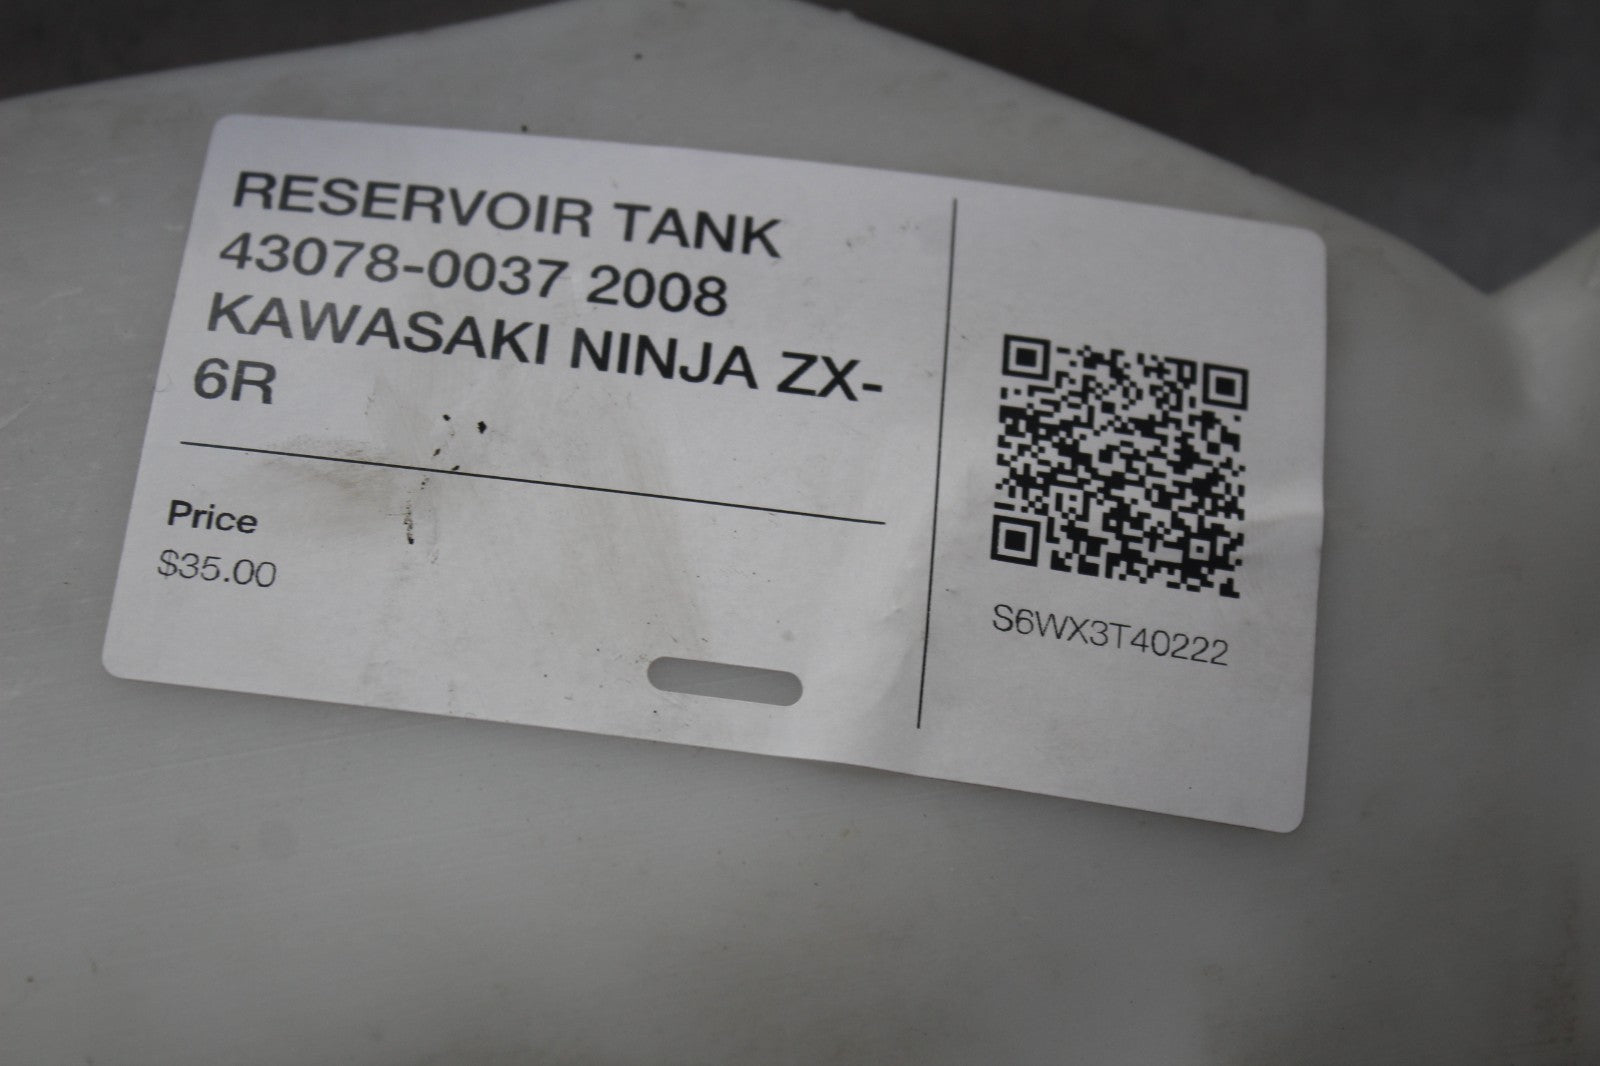 RESERVOIR TANK
43078-0037 2008
KAWASAKI NINJA ZX-
6R
Price
$35.00
S6WX3T40222